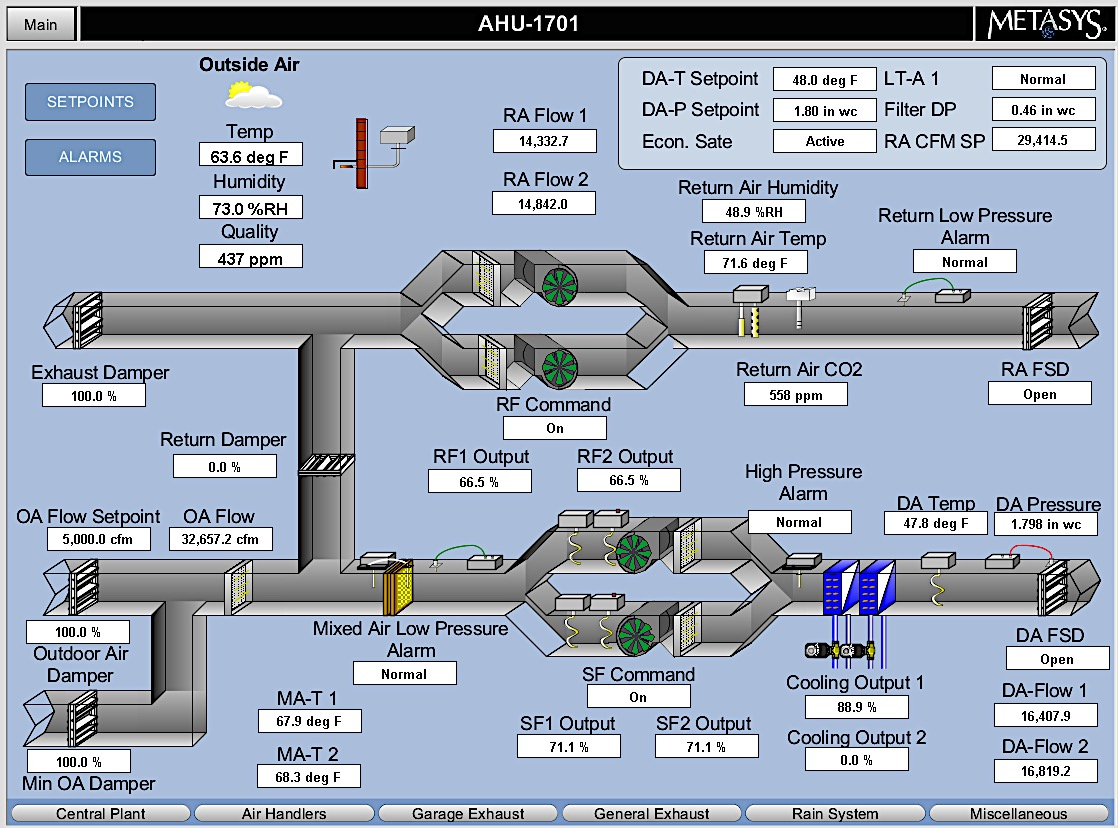 Main
AHU-1701
METASYS
SETPOINTS
ALARMS
Outside Air
Temp
63.6 deg F
Humidity
73.0 %RH
Quality
437 ppm
RA Flow 1
14,332.7
RA Flow 2
14,842.0
DA-T Setpoint
48.0 deg F
LT-A 1
Normal
DA-P Setpoint
1.80 in wc
Filter DP
0.46 in wc
Econ. Sate
Active
RA CFM SP
29,414.5
Return Air Humidity
48.9 %RH
Return Air Temp
71.6 deg F
Return Low Pressure
Alarm
Normal
Exhaust Damper
100.0 %
RF Command
On
Return Air CO2
558 ppm
RA FSD
Open
Return Damper
0.0 %
RF1 Output
66.5 %
RF2 Output
66.5 %
High Pressure
Alarm
Normal
DA Temp
47.8 deg F
DA Pressure
1.798 in wc
OA Flow Setpoint
5,000.0 cfm
OA Flow
32,657.2 cfm
100.0 %
Outdoor Air
Damper
Mixed Air Low Pressure
Alarm
Normal
SF Command
On
DA FSD
Open
Cooling Output 1
88.9 %
Cooling Output 2
0.0 %
DA-Flow 1
16,407.9
DA-Flow 2
16,819.2
MA-T 1
67.9 deg F
MA-T 2
68.3 deg F
SF1 Output
71.1 %
SF2 Output
71.1 %
100.0 %
Min OA Damper
Central Plant
Air Handlers
Garage Exhaust
General Exhaust
Rain System
Miscellaneous